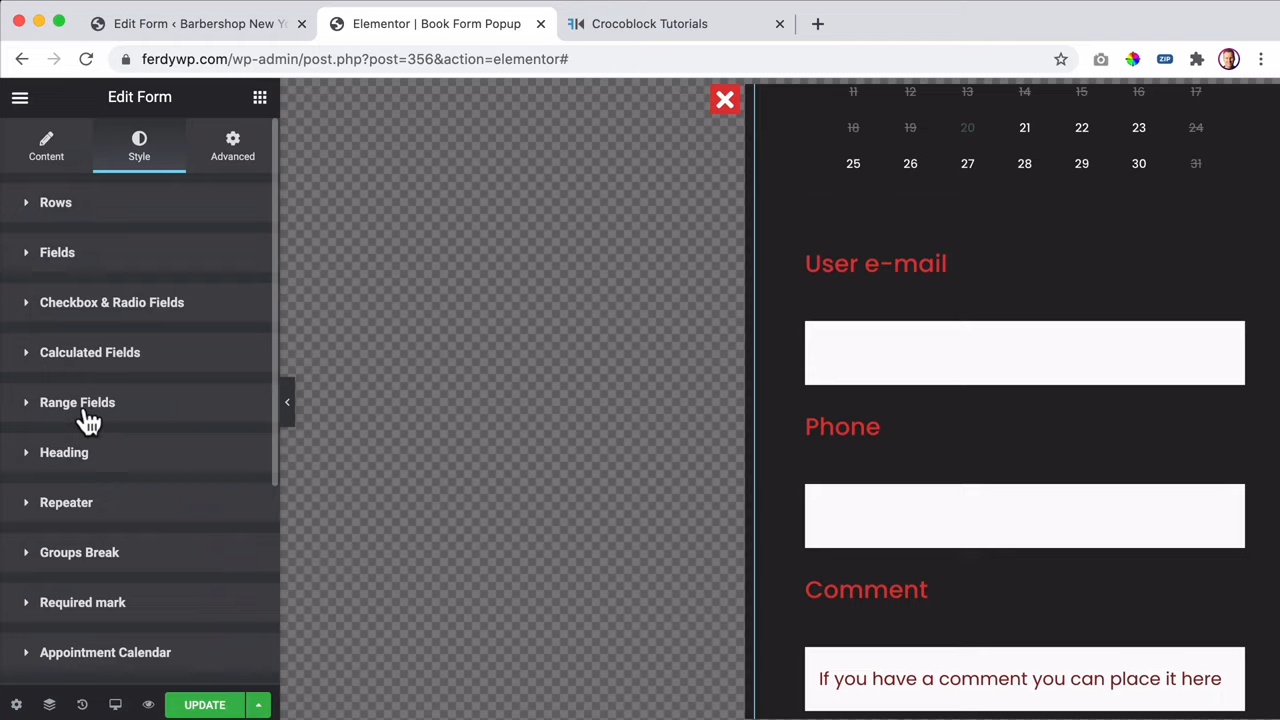 Edit Form ‹ Barbershop New Yo
Elementor | Book Form Popup
Crocoblock Tutorials
ferdywp.com/wp-admin/post.php?post=356&action=elementor#
ZIP
Edit Form
Content
Style
Advanced
Rows
Fields
Checkbox & Radio Fields
Calculated Fields
Range Fields
Heading
Repeater
Groups Break
Required mark
Appointment Calendar
UPDATE
11 12 13 14 15 16 17
18 19 20 21 22 23 24
25 26 27 28 29 30 31
User e-mail
Phone
Comment
If you have a comment you can place it here